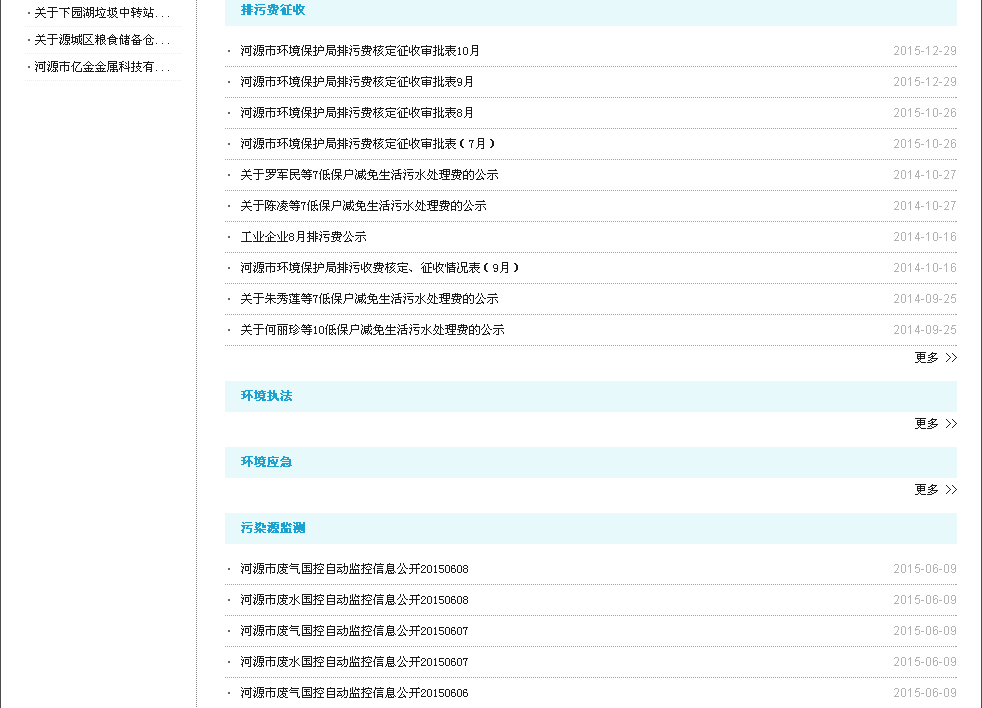 ·关于下园湖垃圾中转站...
·关于源城区粮食储备仓...
·河源市亿金金属科技有...
排污费征收
· 河源市环境保护局排污费核定征收审批表10月 2015-12-29
· 河源市环境保护局排污费核定征收审批表9月 2015-12-29
· 河源市环境保护局排污费核定征收审批表8月 2015-10-26
· 河源市环境保护局排污费核定征收审批表（7月） 2015-10-26
· 关于罗军民等7低保户减免生活污水处理费的公示 2014-10-27
· 关于陈凌等7低保户减免生活污水处理费的公示 2014-10-27
· 工业企业8月排污费公示 2014-10-16
· 河源市环境保护局排污收费核定、征收情况表（9月） 2014-10-16
· 关于朱秀莲等7低保户减免生活污水处理费的公示 2014-09-25
· 关于何丽珍等10低保户减免生活污水处理费的公示 2014-09-25
更多 >>
环境执法
更多 >>
环境应急
更多 >>
污染源监测
· 河源市废气国控自动监控信息公开20150608 2015-06-09
· 河源市废水国控自动监控信息公开20150608 2015-06-09
· 河源市废气国控自动监控信息公开20150607 2015-06-09
· 河源市废水国控自动监控信息公开20150607 2015-06-09
· 河源市废气国控自动监控信息公开20150606 2015-06-09